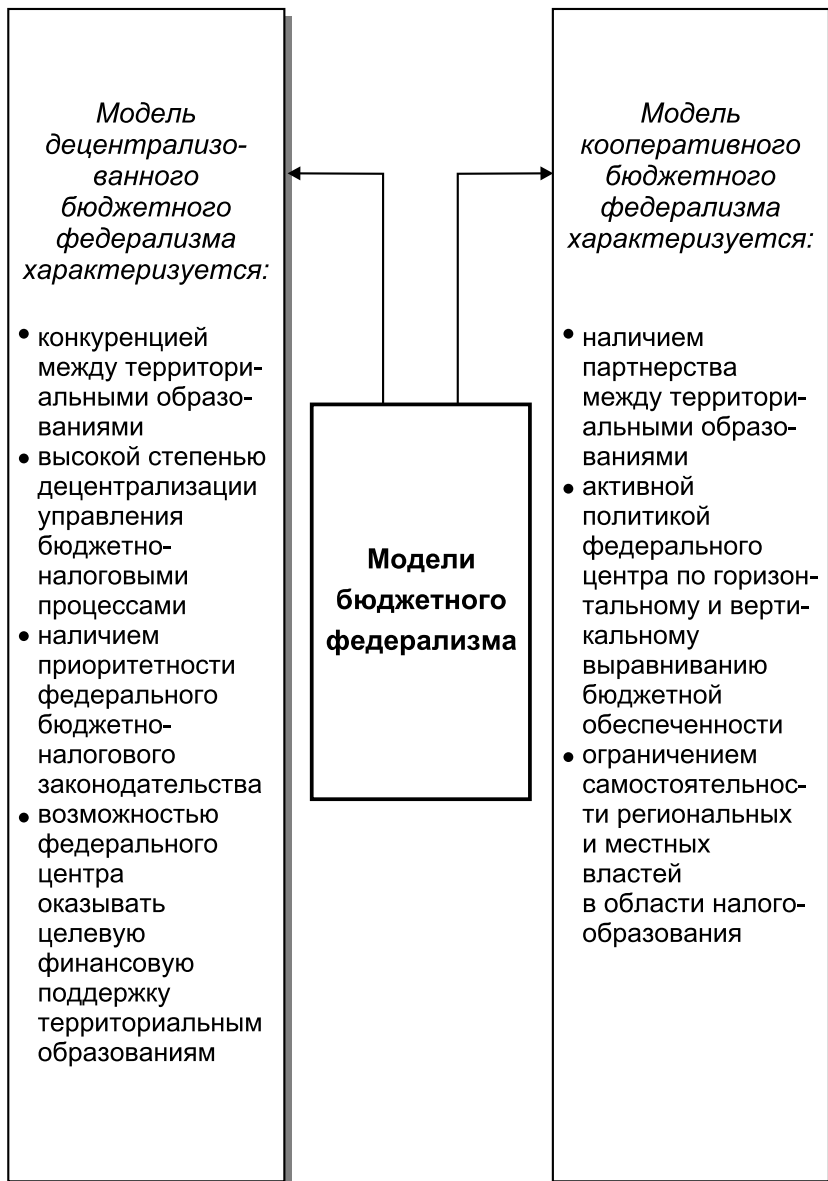 Модель
децентрализо-
ванного
бюджетного
федерализма
характеризуется:
• конкуренцией
между территори-
альными образо-
ваниями
• высокой степенью
децентрализации
управления
бюджетно-
налоговыми
процессами
• наличием
приоритетности
федерального
бюджетно-
налогового
законодательства
• возможностью
федерального
центра
оказывать
целевую
финансовую
поддержку
территориальным
образованиям
Модели
бюджетного
федерализма
Модель
кооперативного
бюджетного
федерализма
характеризуется:
• наличием
партнерства
между территори-
альными образо-
ваниями
• активной
политикой
федерального
центра по горизон-
тальному и верти-
кальному
выравниванию
бюджетной
обеспеченности
• ограничением
самостоятельнос-
ти региональных
и местных
властей
в области налого-
образования